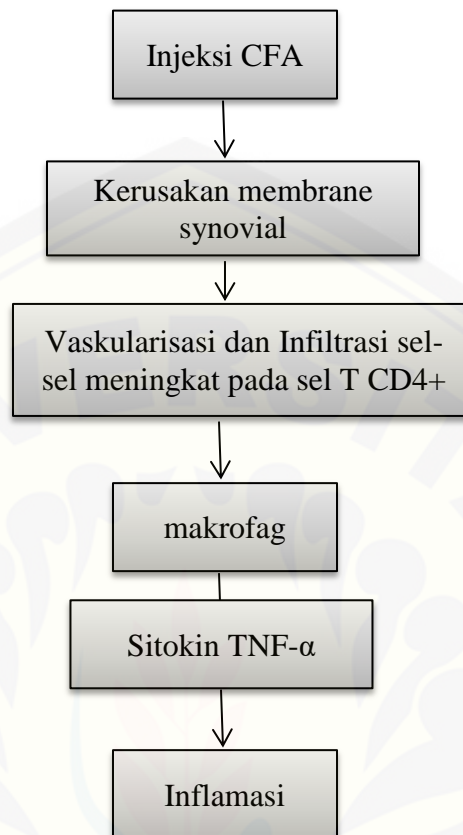 Injeksi CFA
Kerusakan membrane
synovial
Vaskularisasi dan Infiltrasi sel-
sel meningkat pada sel T CD4+
makrofag
Sitokin TNF-α
Inflamasi